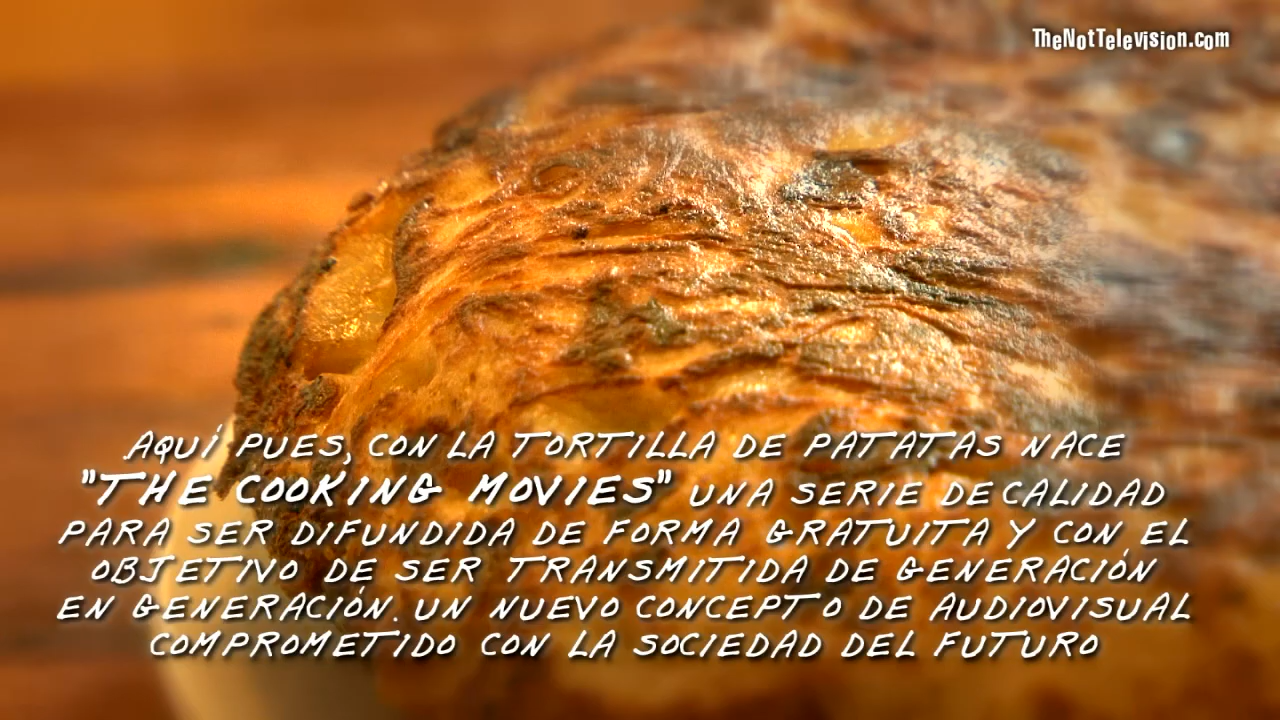 TheNotTelevision.com
AQUÍ PUES, CON LA TORTILLA DE PATATAS NACE
"THE COOKING MOVIES" UNA SERIE DE CALIDAD
PARA SER DIFUNDIDA DE FORMA GRATUITA Y CON EL
OBJETIVO DE SER TRANSMITIDA DE GENERACIÓN
EN GENERACIÓN. UN NUEVO CONCEPTO DE AUDIOVISUAL
COMPROMETIDO CON LA SOCIEDAD DEL FUTURO